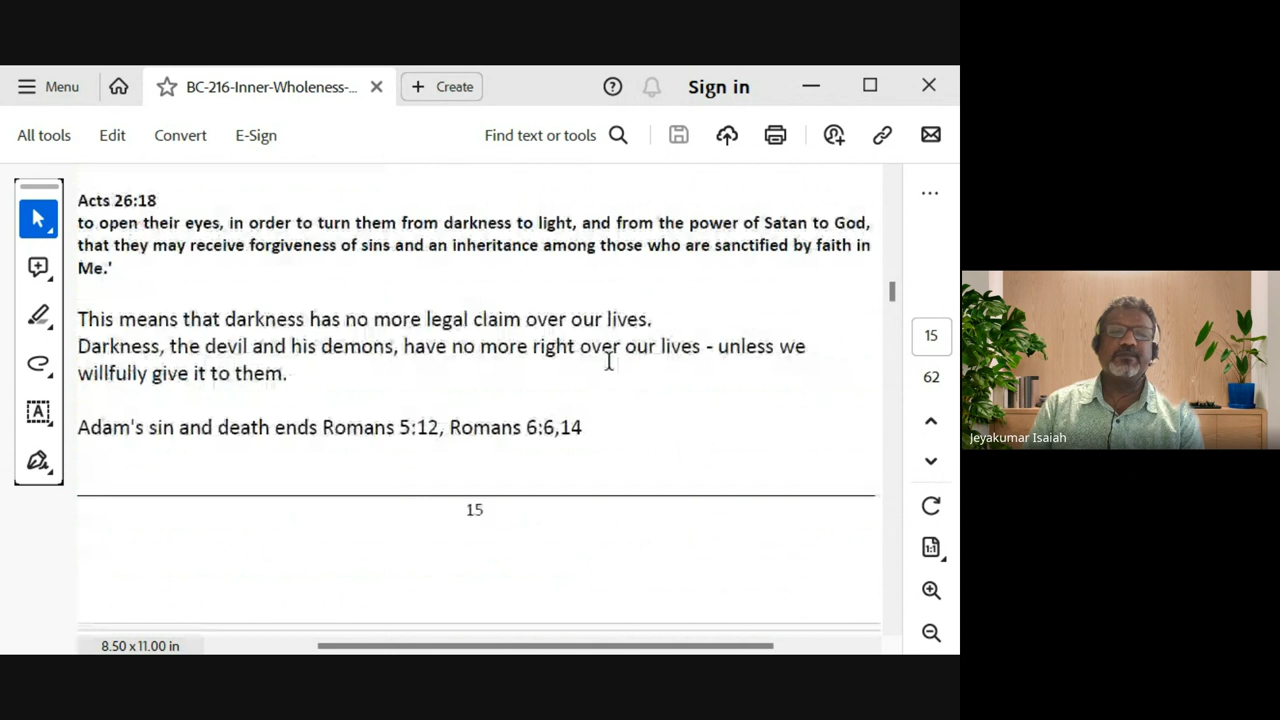 Menu
BC-216-Inner-Wholeness-...
Create
Sign in
All tools
Edit
Convert
E-Sign
Find text or tools
Acts 26:18
to open their eyes, in order to turn them from darkness to light, and from the power of Satan to God,
that they may receive forgiveness of sins and an inheritance among those who are sanctified by faith in
Me.'
This means that darkness has no more legal claim over our lives.
Darkness, the devil and his demons, have no more right over our lives - unless we
willfully give it to them.
Adam's sin and death ends Romans 5:12, Romans 6:6,14
15
8.50 x 11.00 in
15
62
1:1
Jeyakumar Isaiah